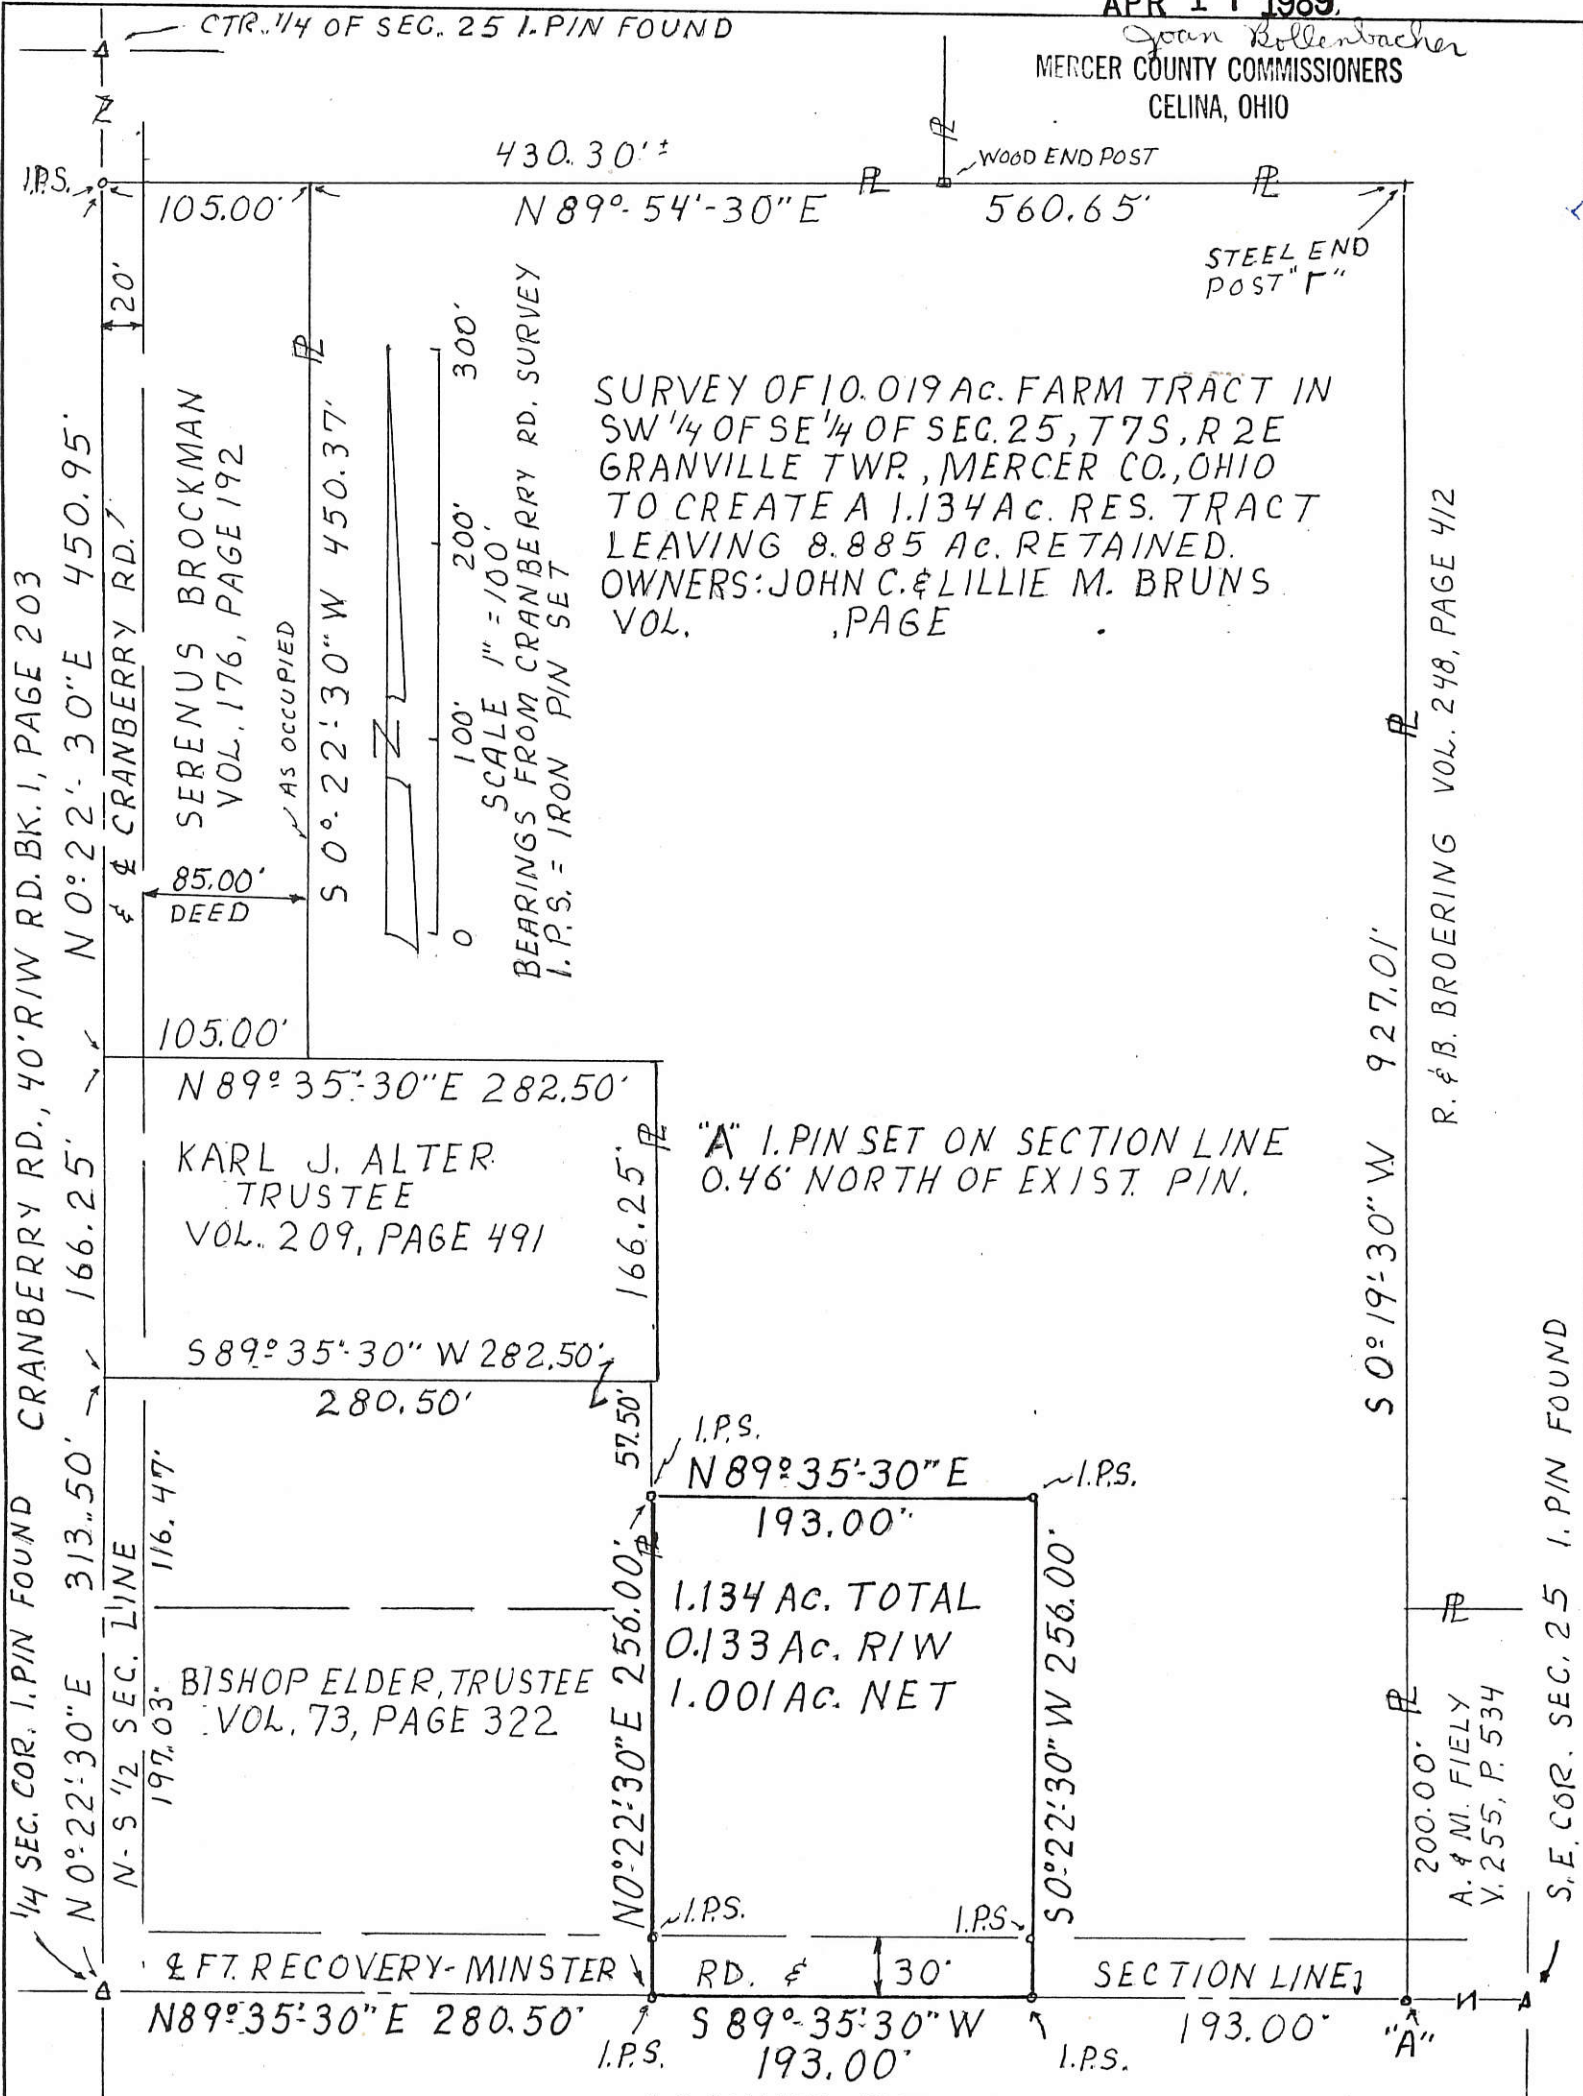 APR 1 1989
Joan Bollenbacher
MERCER COUNTY COMMISSIONERS
CELINA, OHIO
CTR. 1/4 OF SEC. 25 I. PIN FOUND
N
430.30'±
WOOD END POST
I.P.S.
105.00'
N 89°-54'-30" E
560.65'
STEEL END
POST "Γ"
20'
SURVEY OF 10.019 AC. FARM TRACT IN
SW 1/4 OF SE 1/4 OF SEC. 25, T7S, R2E
GRANVILLE TWP., MERCER CO., OHIO
TO CREATE A 1.134 AC. RES. TRACT
LEAVING 8.885 AC. RETAINED.
OWNERS: JOHN C. & LILLIE M. BRUNS
VOL. , PAGE
CRANBERRY RD., 40' R/W RD. BK. 1, PAGE 203
N 0°-22'-30" E 450.95'
& ℄ CRANBERRY RD.
SERENUS BROCKMAN
VOL. 176, PAGE 192
AS OCCUPIED
S 0°-22'-30" W 450.37'
85.00'
DEED
N
0 100' 200' 300'
SCALE 1" = 100'
BEARINGS FROM CRANBERRY RD. SURVEY
I.P.S. = IRON PIN SET
R. & B. BROERING VOL. 248, PAGE 412
S 0°-19'-30" W 927.01'
105.00'
N 89°-35'-30" E 282.50'
166.25'
KARL J. ALTER
TRUSTEE
VOL. 209, PAGE 491
166.25'
"A" I. PIN SET ON SECTION LINE
0.46' NORTH OF EXIST. PIN.
S 89°-35'-30" W 282.50'
280.50'
57.50'
I.P.S.
N 89°-35'-30" E
I.P.S.
193.00'
1/4 SEC. COR. I. PIN FOUND
N 0°-22'-30" E 313.50'
N-S 1/2 SEC. LINE
116.47'
197.03'
BISHOP ELDER, TRUSTEE
VOL. 73, PAGE 322
N 0°-22'-30" E 256.00'
1.134 AC. TOTAL
0.133 AC. R/W
1.001 AC. NET
S 0°-22'-30" W 256.00'
200.00'
A. & M. FIELY
V. 255, P. 534
S.E. COR. SEC. 25 I. PIN FOUND
I.P.S.
I.P.S.
℄ FT. RECOVERY-MINSTER RD. & SECTION LINE
30'
N 89°-35'-30" E 280.50'
S 89°-35'-30" W
193.00'
193.00'
I.P.S.
I.P.S.
"A"
N